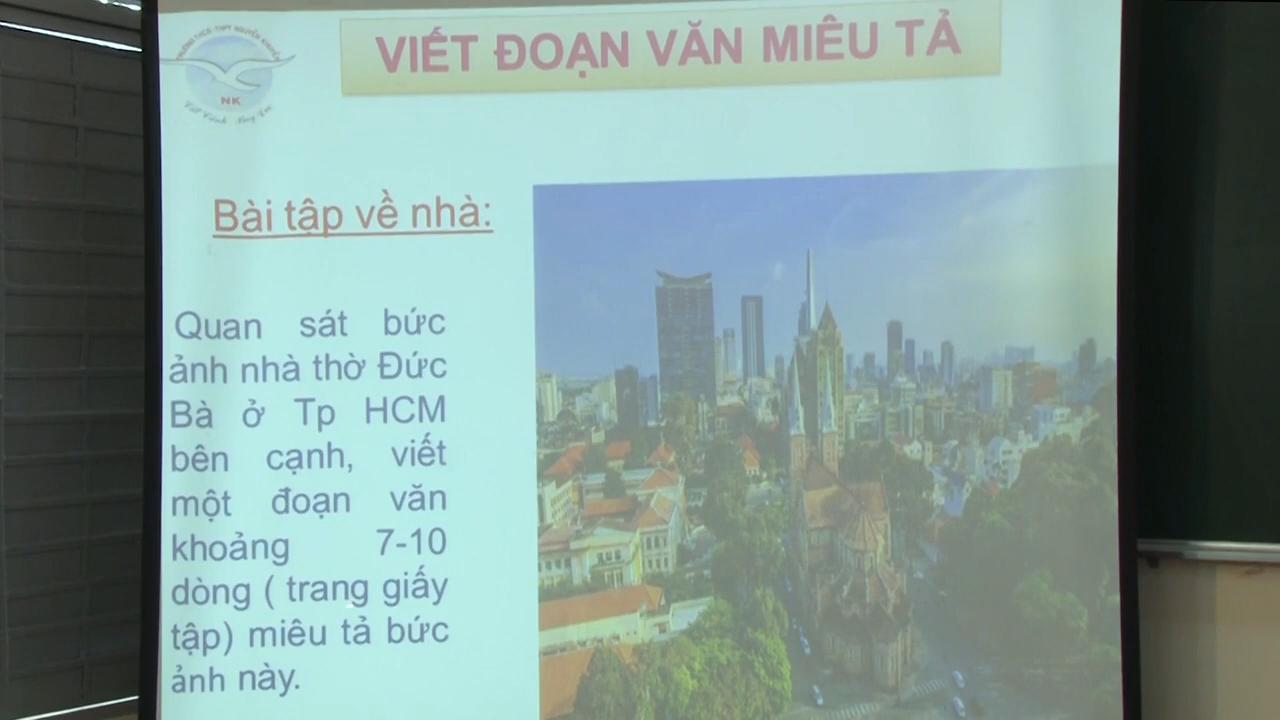 VIẾT ĐOẠN VĂN MIÊU TẢ
NK
Bài tập về nhà:
Quan sát bức
ảnh nhà thờ Đức
Bà ở Tp HCM
bên cạnh, viết
một đoạn văn
khoảng 7-10
dòng ( trang giấy
tập) miêu tả bức
ảnh này.